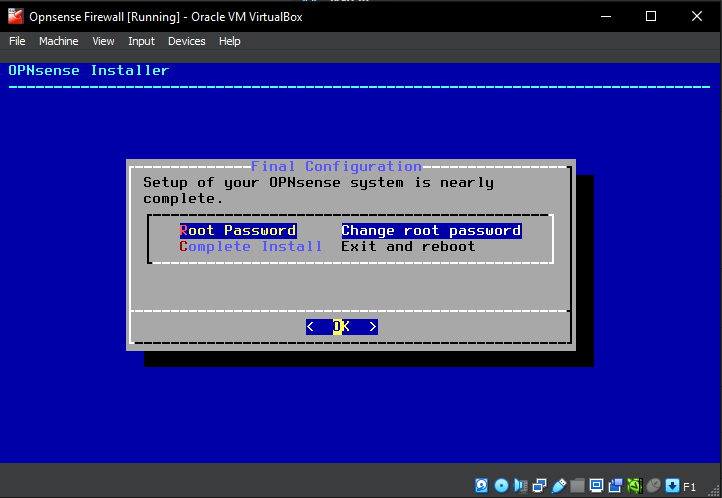 Opnsense Firewall [Running] - Oracle VM VirtualBox
File Machine View Input Devices Help
OPNsense Installer
Final Configuration
Setup of your OPNsense system is nearly
complete.
Root Password Change root password
Complete Install Exit and reboot
< OK >
F1